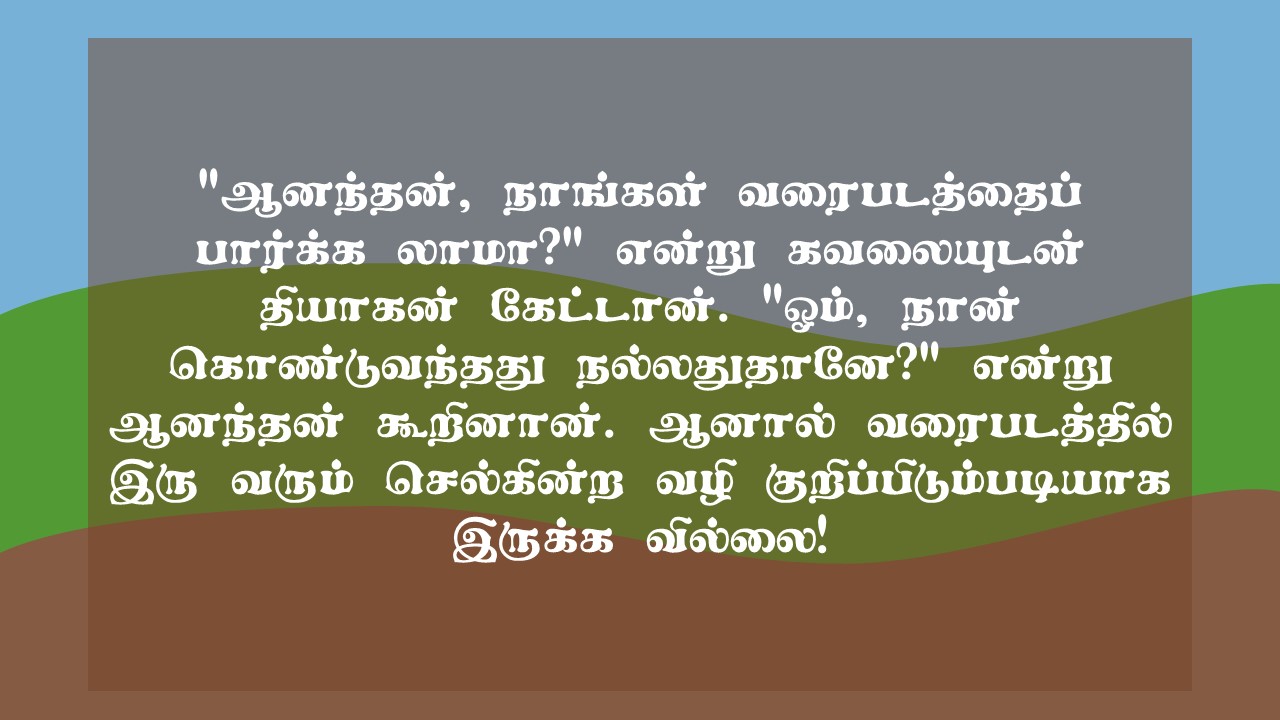 "ஆனந்தன், நாங்கள் வரைபடத்தைப்
பார்க்க லாமா?" என்று கவலையுடன்
தியாகன் கேட்டான். "ஓம், நான்
கொண்டுவந்தது நல்லதுதானே?" என்று
ஆனந்தன் கூறினான். ஆனால் வரைபடத்தில்
இரு வரும் செல்கின்ற வழி குறிப்பிடும்படியாக
இருக்க வில்லை!